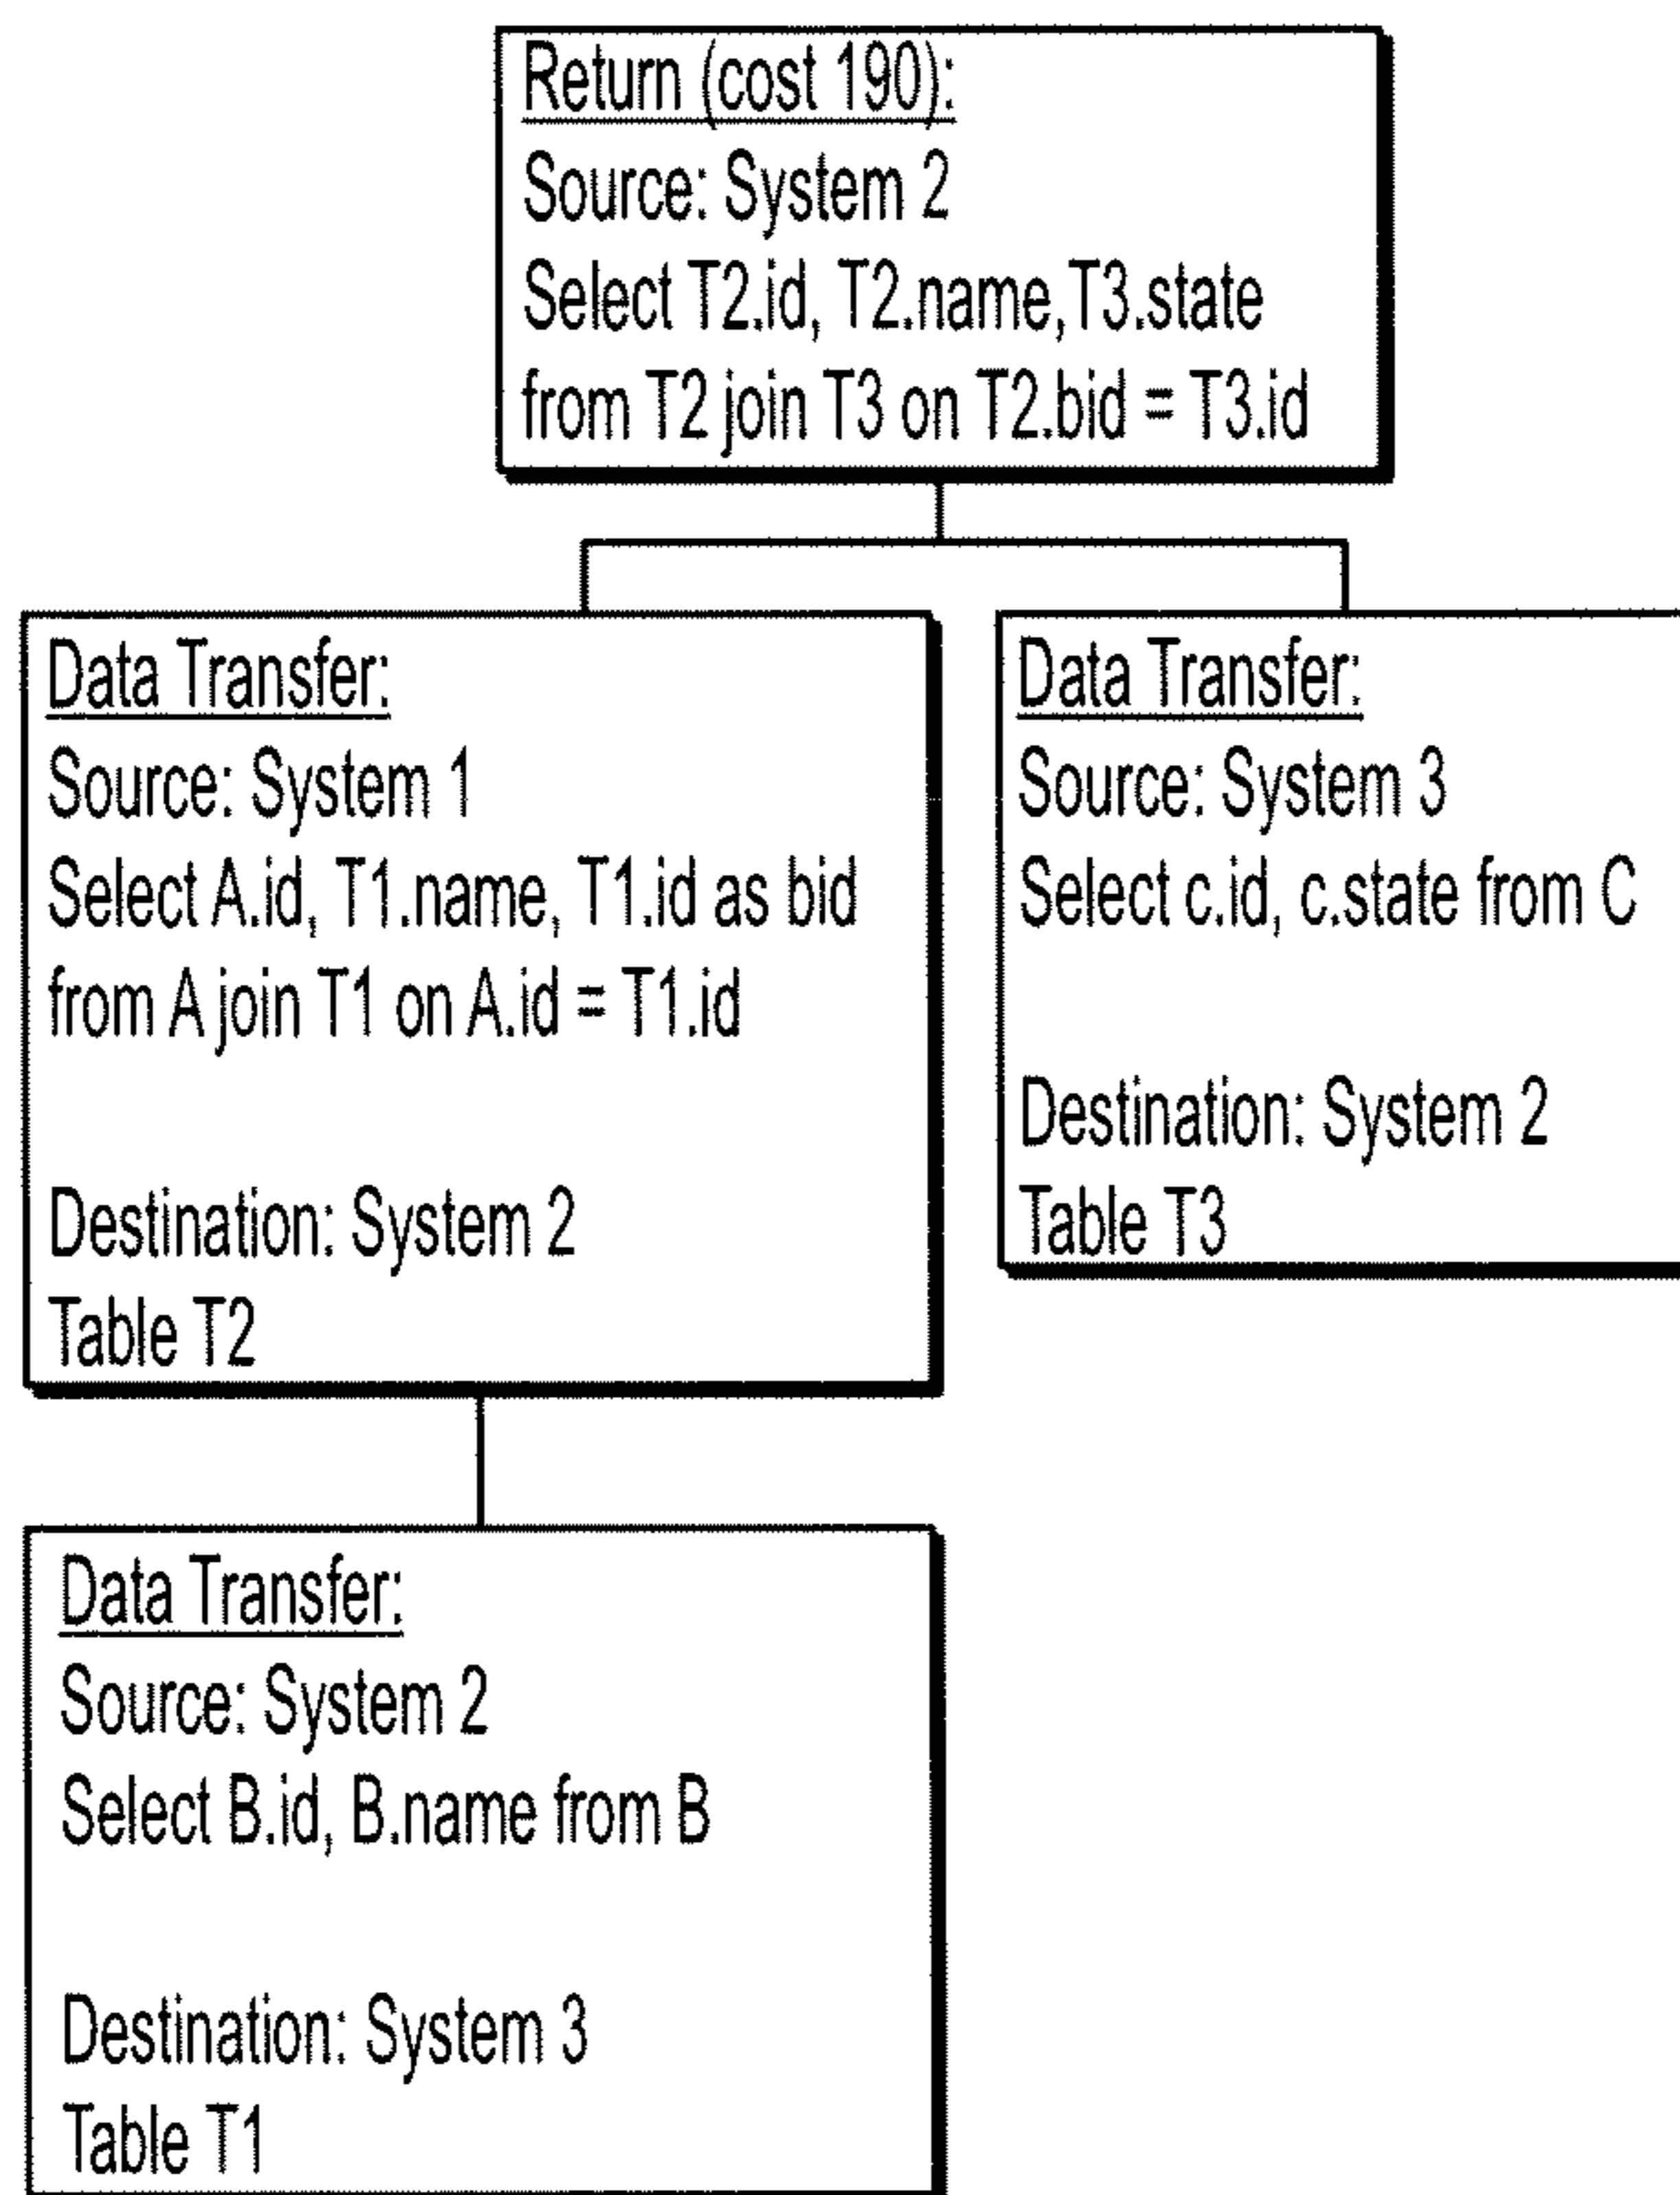 Return (cost 190):
Source: System 2
Select T2.id, T2.name,T3.state
from T2 join T3 on T2.bid = T3.id
Data Transfer:
Source: System 1
Select A.id, T1.name, T1.id as bid
from A join T1 on A.id = T1.id
Destination: System 2
Table T2
Data Transfer:
Source: System 3
Select c.id, c.state from C
Destination: System 2
Table T3
Data Transfer:
Source: System 2
Select B.id, B.name from B
Destination: System 3
Table T1